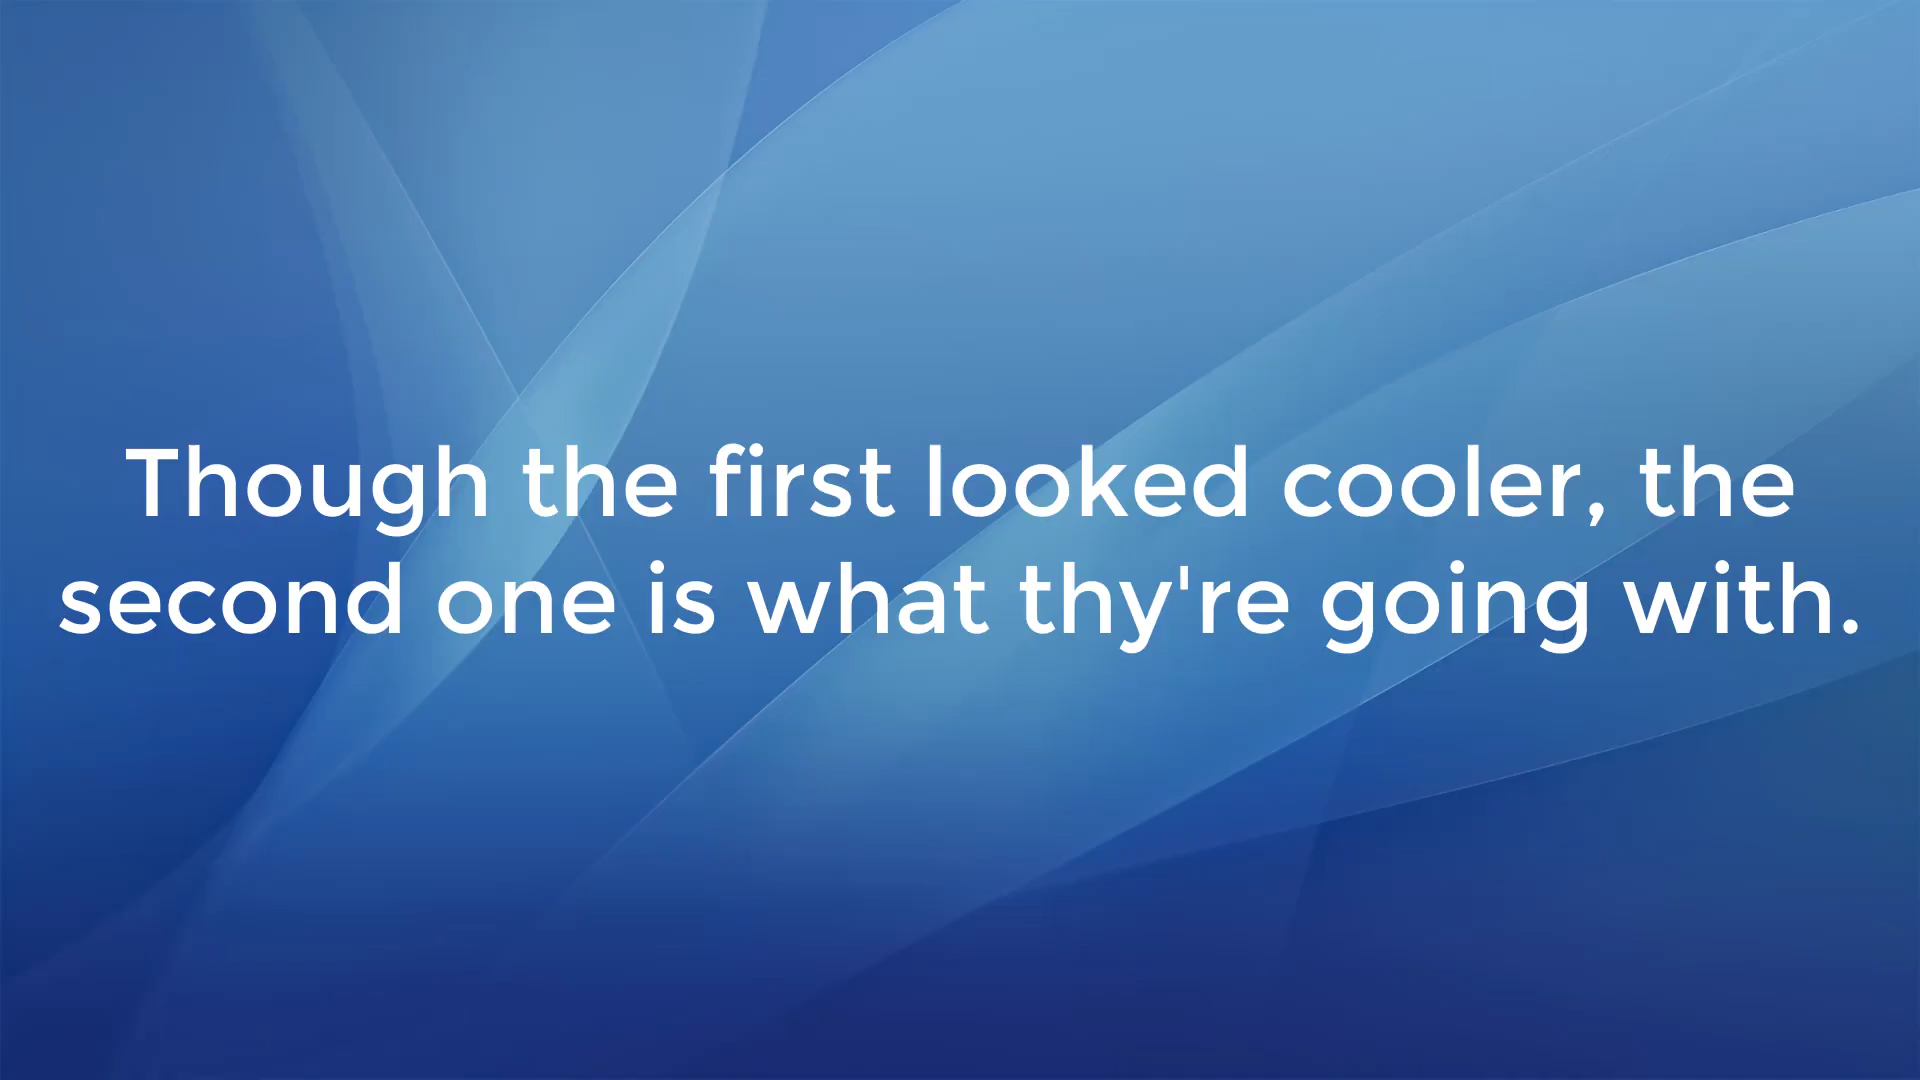 Though the first looked cooler, the
second one is what thy're going with.